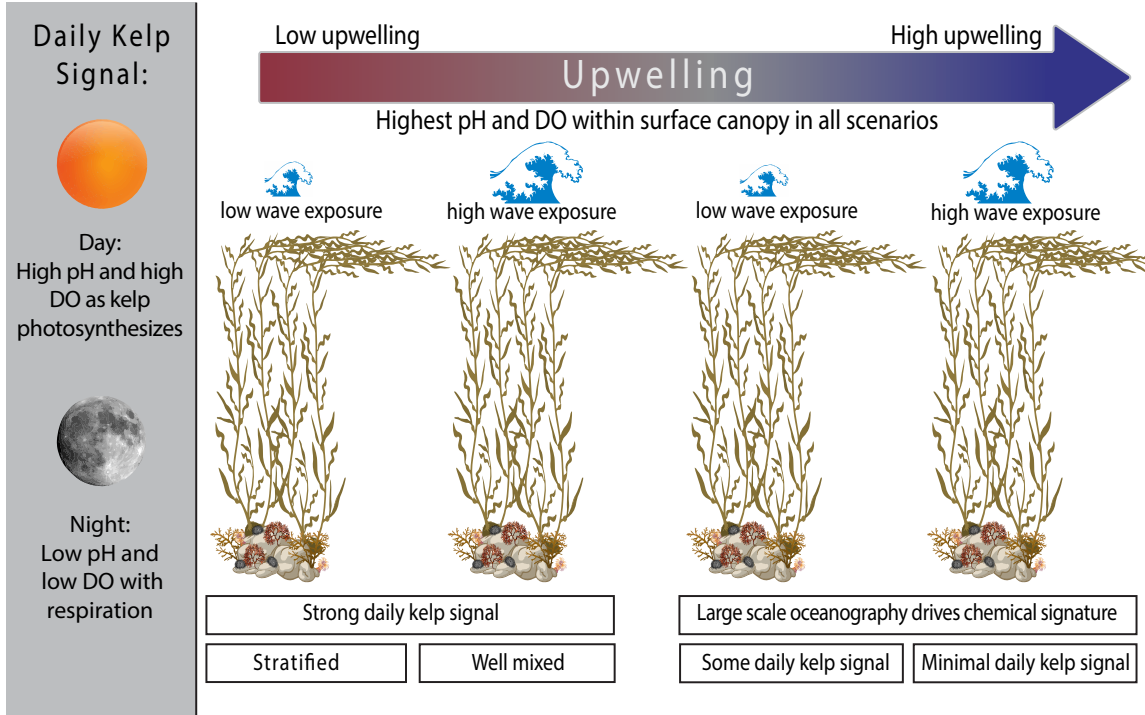 Daily Kelp
Signal:
Day:
High pH and high
DO as kelp
photosynthesizes
Night:
Low pH and
low DO with
respiration
Low upwelling
High upwelling
Upwelling
Highest pH and DO within surface canopy in all scenarios
low wave exposure
high wave exposure
low wave exposure
high wave exposure
Strong daily kelp signal
Large scale oceanography drives chemical signature
Stratified
Well mixed
Some daily kelp signal
Minimal daily kelp signal